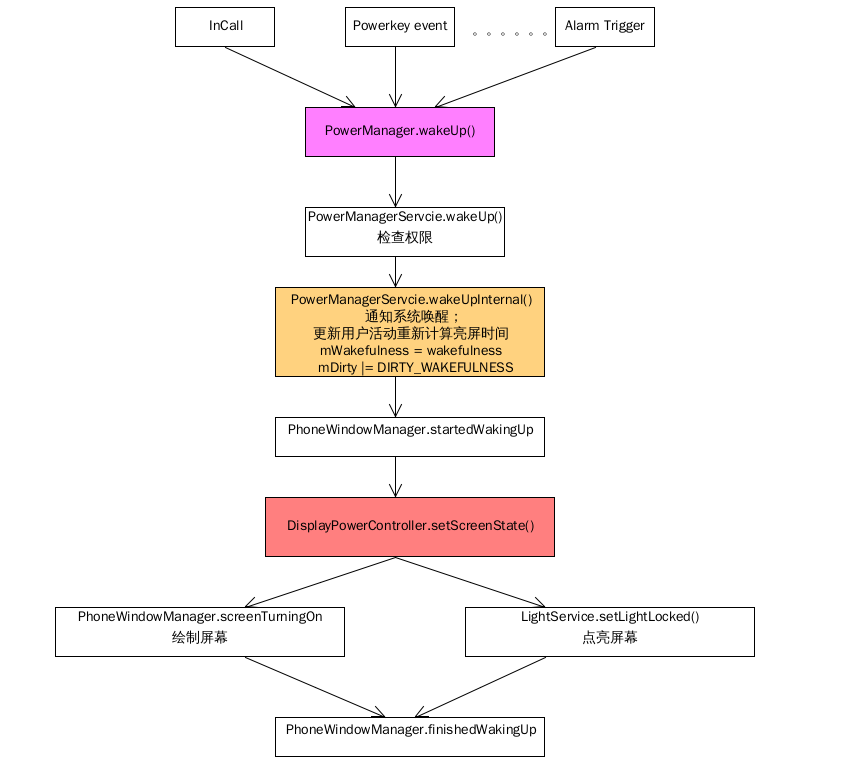 InCall
Powerkey event
。。。。。。
Alarm Trigger
PowerManager.wakeUp()
PowerManagerServcie.wakeUp()
检查权限
PowerManagerServcie.wakeUpInternal()
通知系统唤醒；
更新用户活动重新计算亮屏时间
mWakefulness = wakefulness
mDirty |= DIRTY_WAKEFULNESS
PhoneWindowManager.startedWakingUp
DisplayPowerController.setScreenState()
PhoneWindowManager.screenTurningOn
绘制屏幕
LightService.setLightLocked()
点亮屏幕
PhoneWindowManager.finishedWakingUp